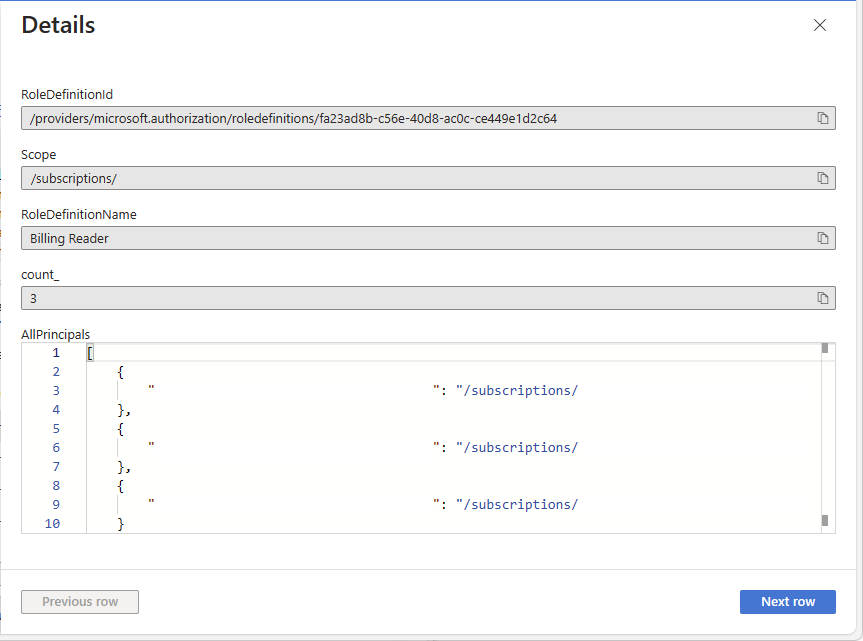 Details
RoleDefinitionId
/providers/microsoft.authorization/roledefinitions/fa23ad8b-c56e-40d8-ac0c-ce449e1d2c64
Scope
/subscriptions/
RoleDefinitionName
Billing Reader
count_
3
AllPrincipals
1 [
2 {
3 " ": "/subscriptions/
4 },
5 {
6 " ": "/subscriptions/
7 },
8 {
9 " ": "/subscriptions/
10 }
Previous row
Next row